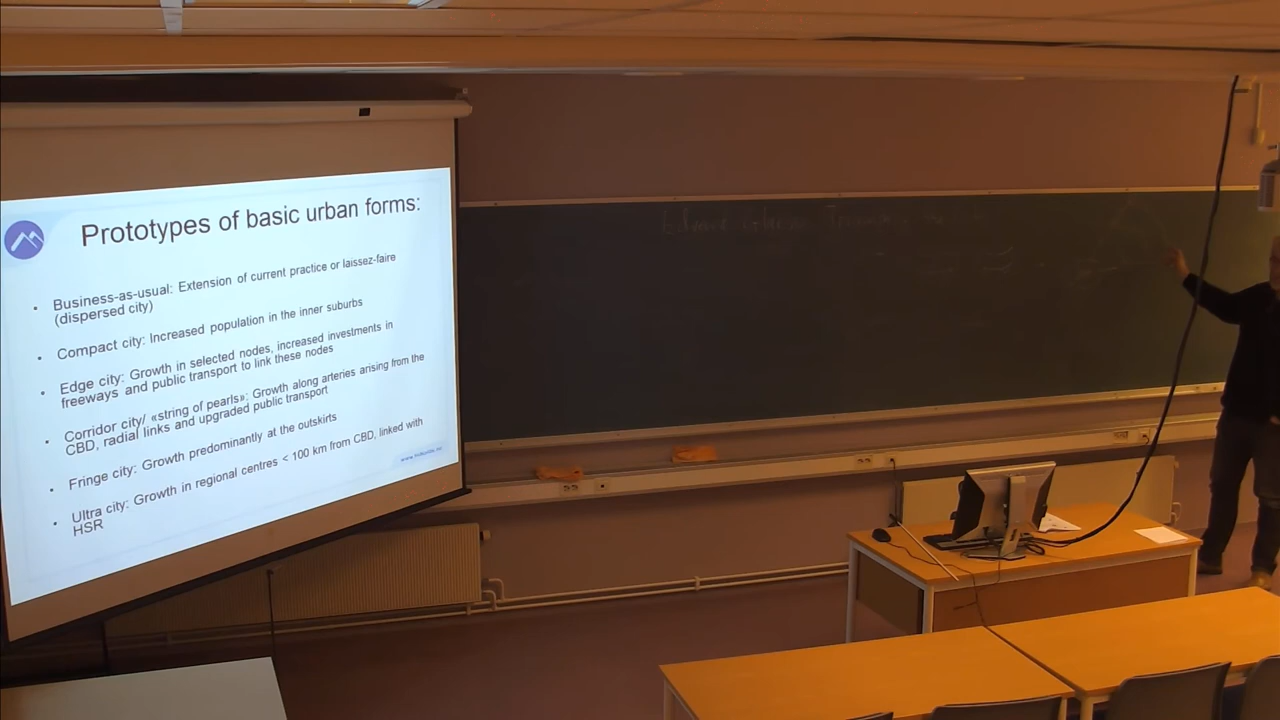 Prototypes of basic urban forms:
• Business-as-usual: Extension of current practice or laissez-faire
(dispersed city)
• Compact city: Increased population in the inner suburbs
• Edge city: Growth in selected nodes, increased investments in
freeways and public transport to link these nodes
• Corridor city/ «string of pearls»: Growth along arteries arising from the
CBD, radial links and upgraded public transport
• Fringe city: Growth predominantly at the outskirts
• Ultra city: Growth in regional centres < 100 km from CBD, linked with
HSR